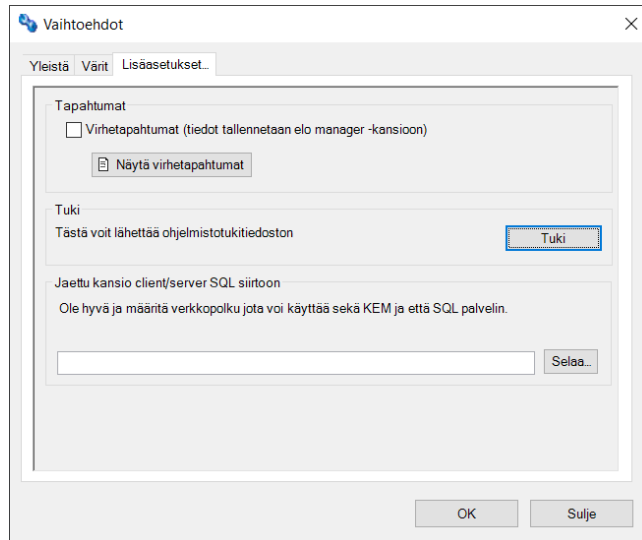 Vaihtoehdot
Yleistä Värit Lisäasetukset...
Tapahtumat
Virhetapahtumat (tiedot tallennetaan elo manager -kansioon)
Näytä virhetapahtumat
Tuki
Tästä voit lähettää ohjelmistotukitiedoston
Tuki
Jaettu kansio client/server SQL siirtoon
Ole hyvä ja määritä verkkopolku jota voi käyttää sekä KEM ja että SQL palvelin.
Selaa...
OK Sulje